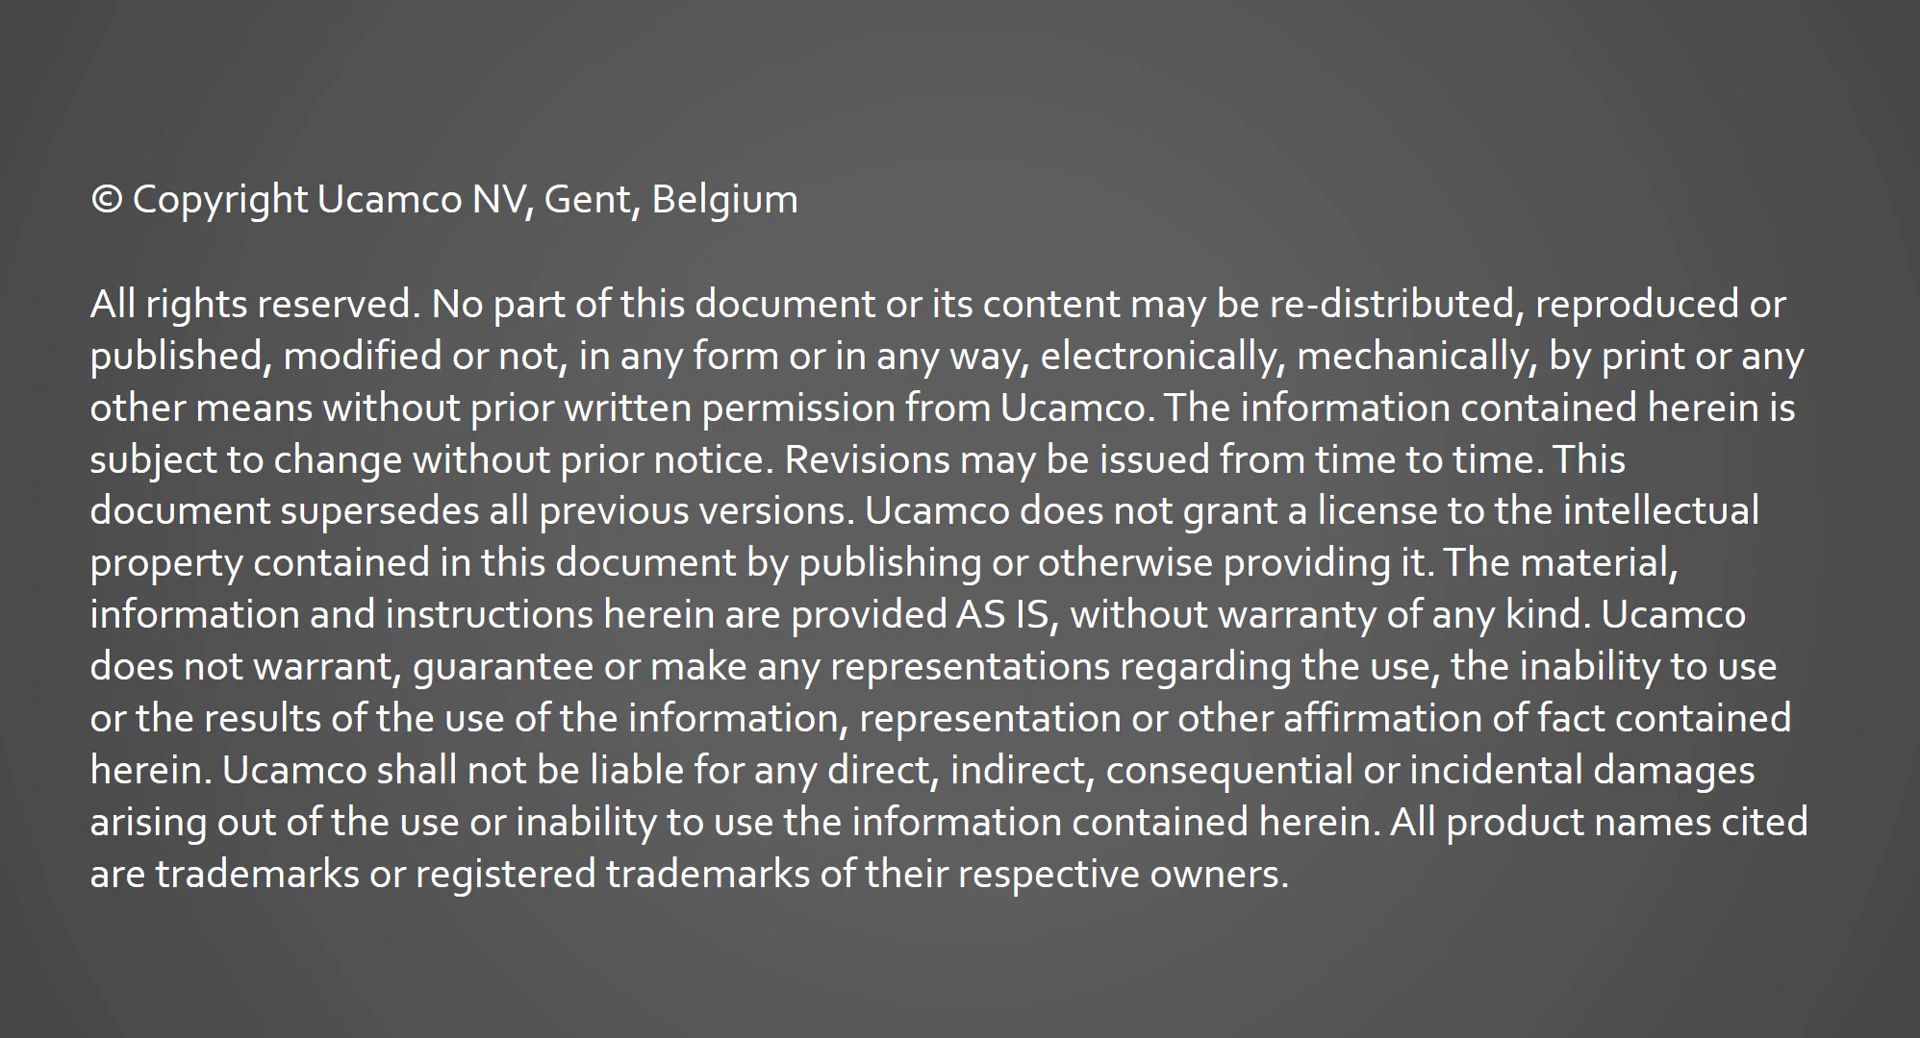 © Copyright Ucamco NV, Gent, Belgium
All rights reserved. No part of this document or its content may be re-distributed, reproduced or
published, modified or not, in any form or in any way, electronically, mechanically, by print or any
other means without prior written permission from Ucamco. The information contained herein is
subject to change without prior notice. Revisions may be issued from time to time. This
document supersedes all previous versions. Ucamco does not grant a license to the intellectual
property contained in this document by publishing or otherwise providing it. The material,
information and instructions herein are provided AS IS, without warranty of any kind. Ucamco
does not warrant, guarantee or make any representations regarding the use, the inability to use
or the results of the use of the information, representation or other affirmation of fact contained
herein. Ucamco shall not be liable for any direct, indirect, consequential or incidental damages
arising out of the use or inability to use the information contained herein. All product names cited
are trademarks or registered trademarks of their respective owners.